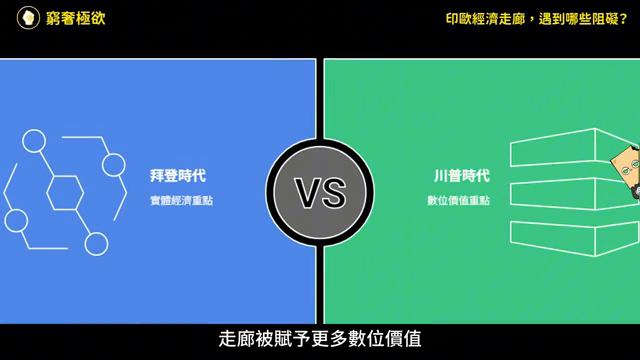 窮奢極欲
印歐經濟走廊，遇到哪些阻礙？
拜登時代
實體經濟重點
VS
川普時代
數位價值重點
走廊被賦予更多數位價值